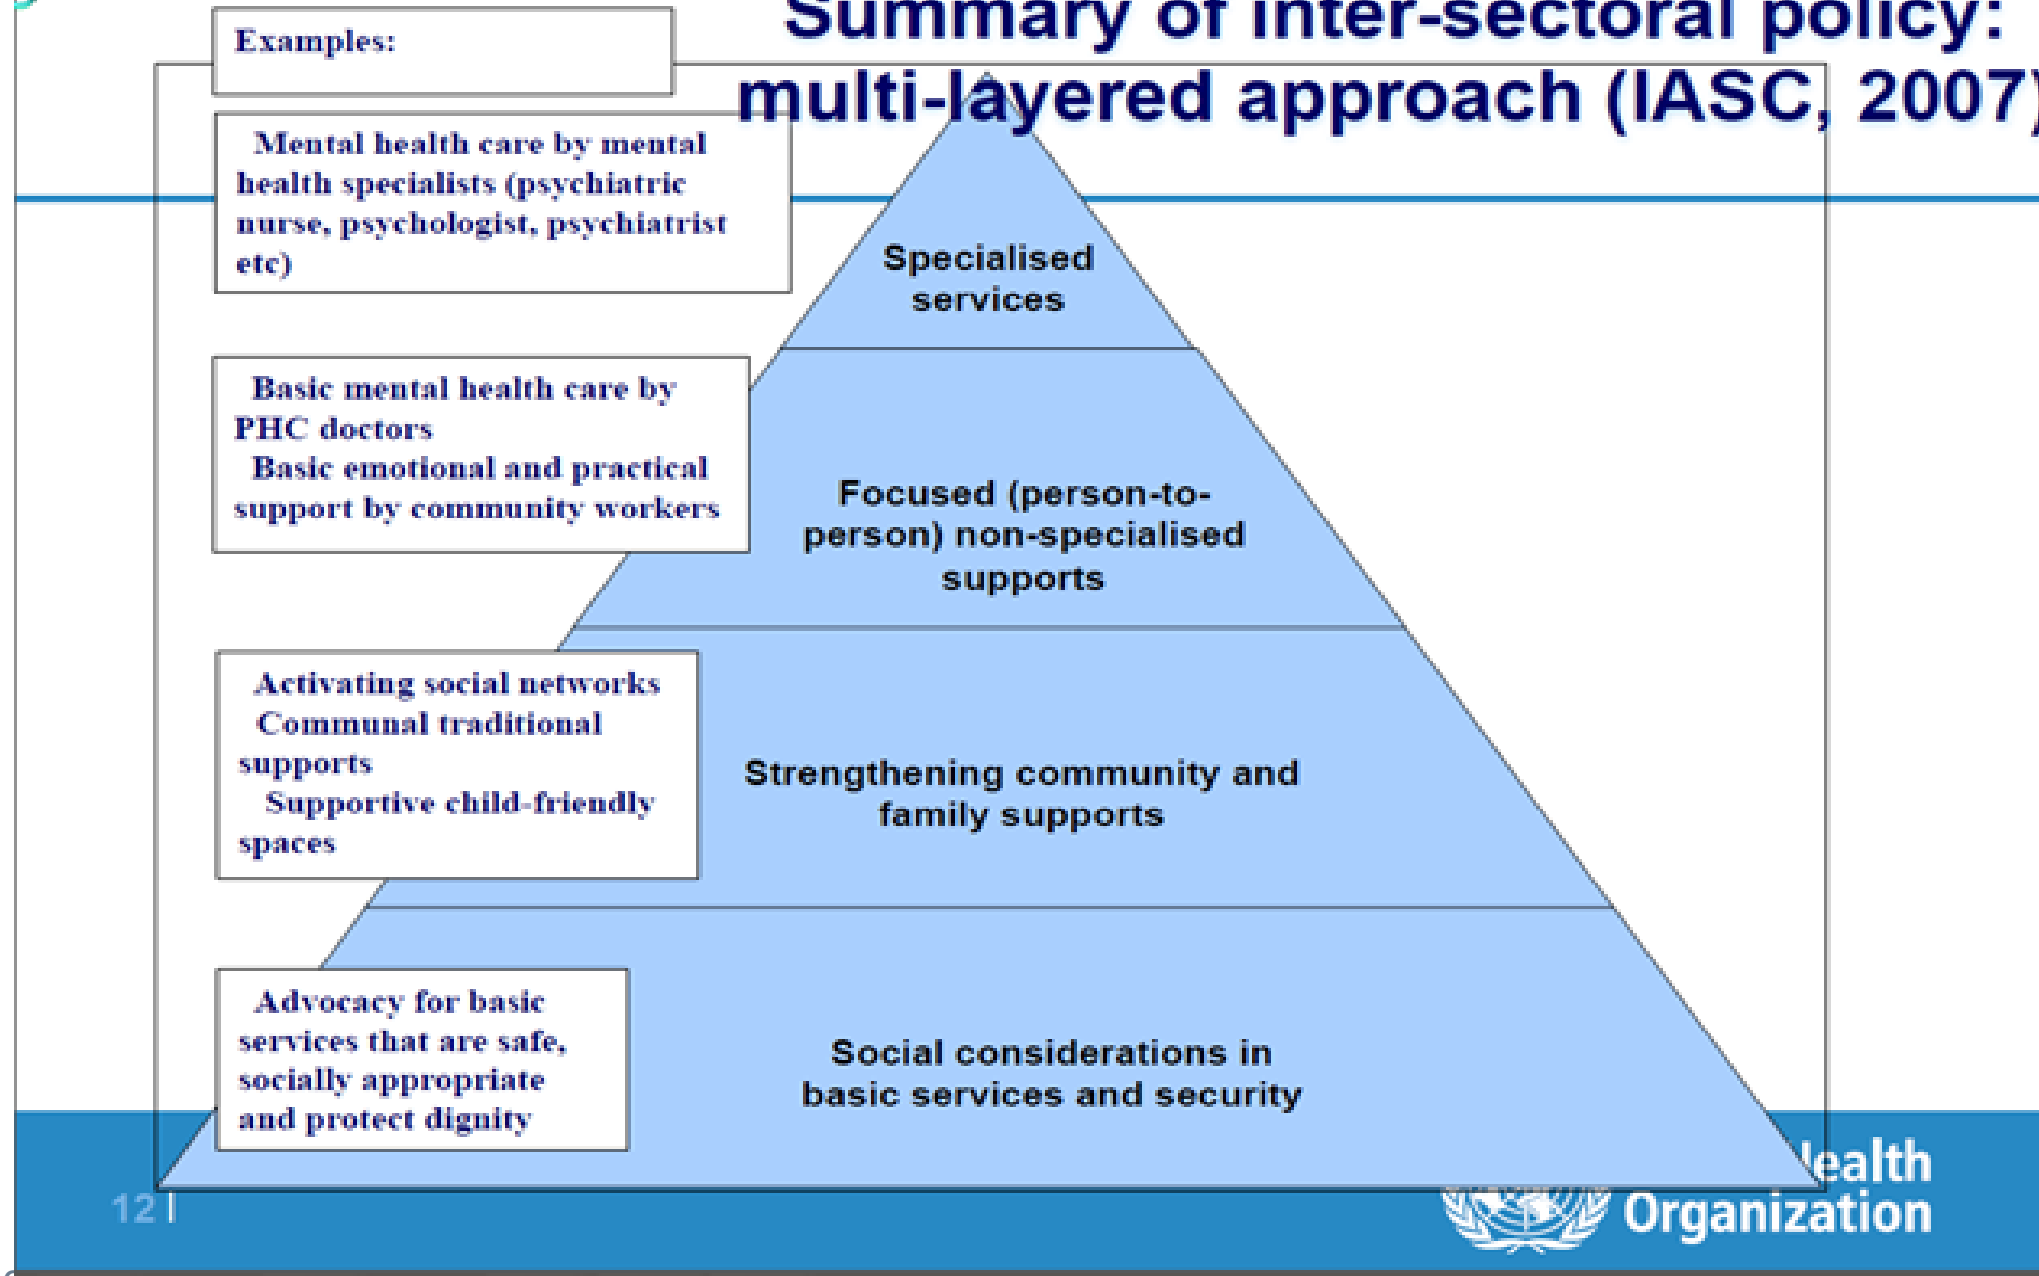 Summary of inter-sectoral policy:
multi-layered approach (IASC, 2007)
Examples:
Mental health care by mental
health specialists (psychiatric
nurse, psychologist, psychiatrist
etc)
Specialised
services
Basic mental health care by
PHC doctors
Basic emotional and practical
support by community workers
Focused (person-to-
person) non-specialised
supports
Activating social networks
Communal traditional
supports
Supportive child-friendly
spaces
Strengthening community and
family supports
Advocacy for basic
services that are safe,
socially appropriate
and protect dignity
Social considerations in
basic services and security
12 |
ealth
Organization